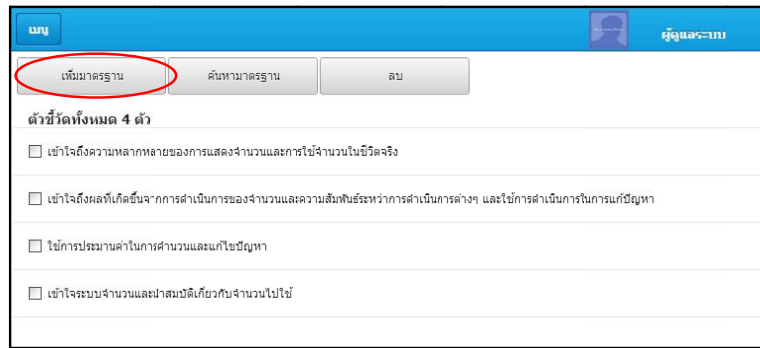 เมนู
ผู้ดูแลระบบ
เพิ่มมาตรฐาน
ค้นหามาตรฐาน
ลบ
ตัวชี้วัดทั้งหมด 4 ตัว
เข้าใจถึงความหลากหลายของการแสดงจำนวนและการใช้จำนวนในชีวิตจริง
เข้าใจถึงผลที่เกิดขึ้นจากการดำเนินการของจำนวนและความสัมพันธ์ระหว่างการดำเนินการต่างๆ และใช้การดำเนินการในการแก้ปัญหา
ใช้การประมาณค่าในการคำนวนและแก้ไขปัญหา
เข้าใจระบบจำนวนและนำสมบัติเกี่ยวกับจำนวนไปใช้